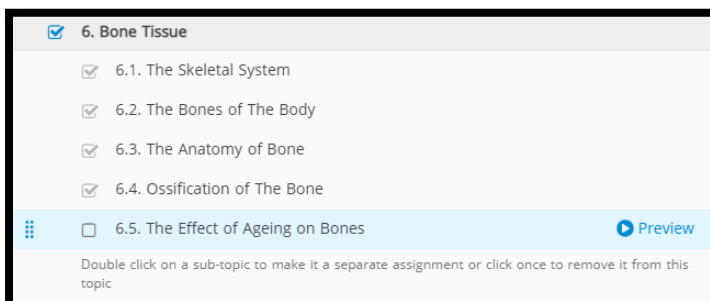 6. Bone Tissue
6.1. The Skeletal System
6.2. The Bones of The Body
6.3. The Anatomy of Bone
6.4. Ossification of The Bone
6.5. The Effect of Ageing on Bones Preview
Double click on a sub-topic to make it a separate assignment or click once to remove it from this
topic